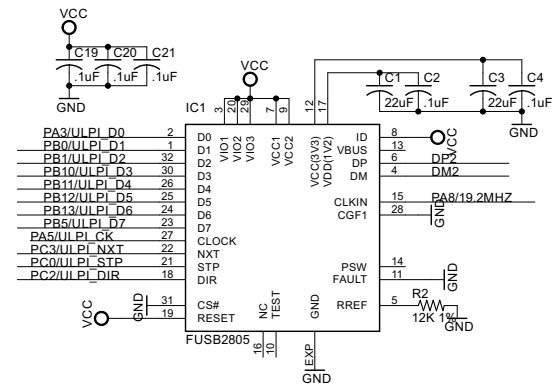 VCC
C19 C20 C21
.1uF .1uF .1uF
GND
VCC
C1 C2 C3 C4
22uF .1uF 22uF .1uF
GND
IC1
3 20 29 7 9 12 17
VIO1 VIO2 VIO3 VCC1 VCC2 VCC(3V3) VDD(1V2)
PA3/ULPI_D0 2 D0
PB0/ULPI_D1 1 D1
PB1/ULPI_D2 32 D2
PB10/ULPI_D3 30 D3
PB11/ULPI_D4 26 D4
PB12/ULPI_D5 25 D5
PB13/ULPI_D6 24 D6
PB5/ULPI_D7 23 D7
PA5/ULPI_CK 27 CLOCK
PC3/ULPI_NXT 22 NXT
PC0/ULPI_STP 21 STP
PC2/ULPI_DIR 18 DIR
GND 31 CS#
VCC 19 RESET
ID 8 VCC
VBUS 13
DP 6 DP2
DM 4 DM2
CLKIN 15 PA8/19.2MHZ
CGF1 28 GND
PSW 14
FAULT 11 GND
RREF 5 R2
12K 1% GND
NC TEST GND
16 10 EXP
FUSB2805
GND